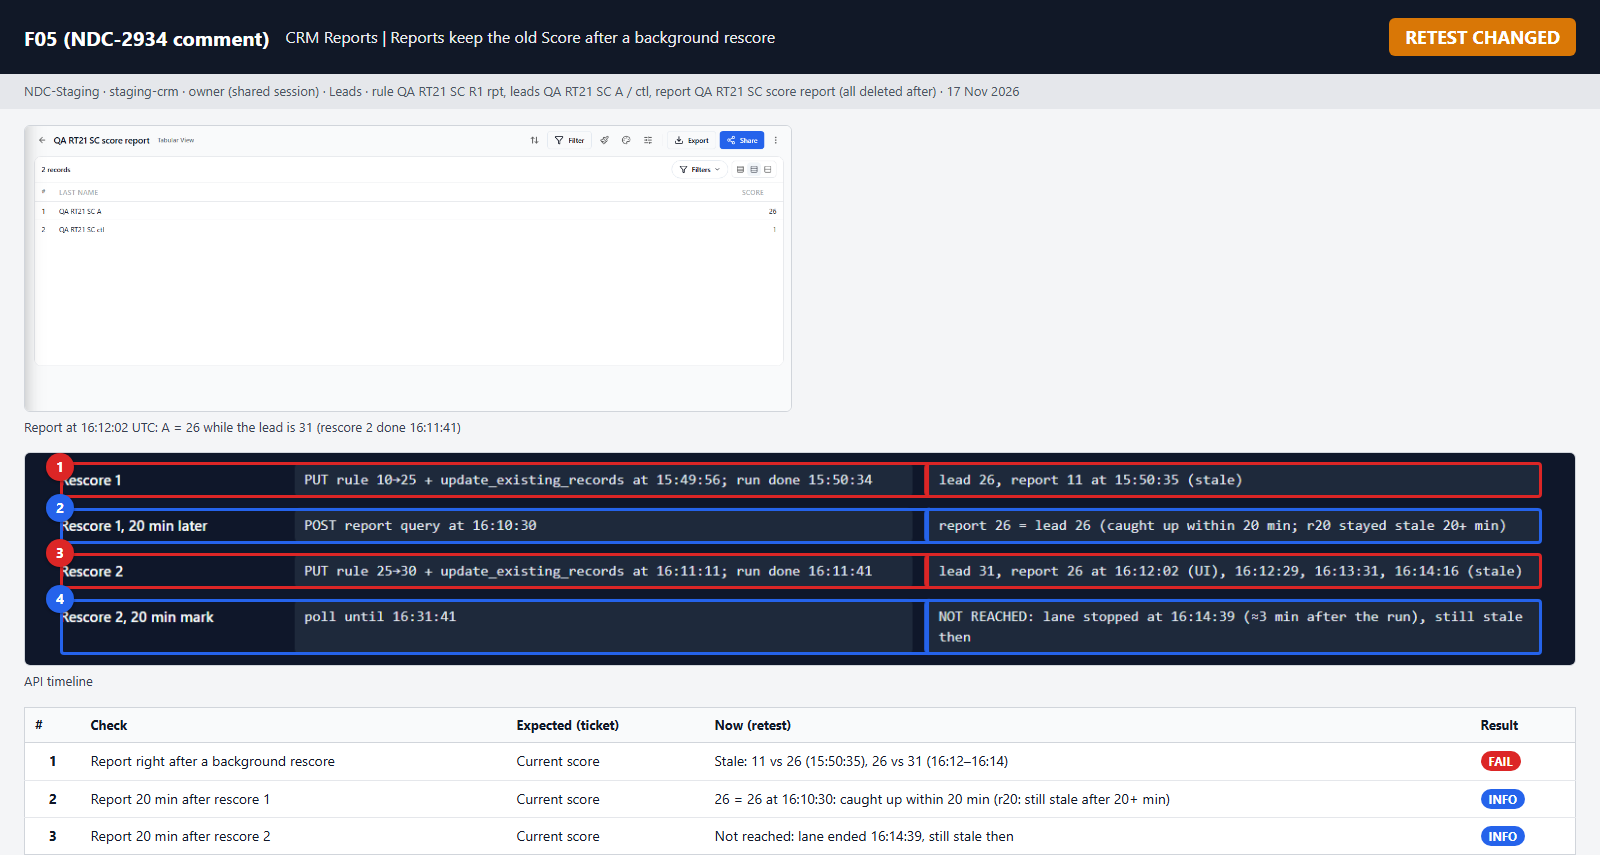 F05 (NDC-2934 comment) CRM Reports | Reports keep the old Score after a background rescore RETEST CHANGED
NDC-Staging · staging-crm · owner (shared session) · Leads · rule QA RT21 SC R1 rpt, leads QA RT21 SC A / ctl, report QA RT21 SC score report (all deleted after) · 17 Nov 2026
QA RT21 SC score report Tabular View Filter Export Share
2 records Filters
# LAST NAME SCORE
1 QA RT21 SC A 26
2 QA RT21 SC ctl 1
Report at 16:12:02 UTC: A = 26 while the lead is 31 (rescore 2 done 16:11:41)
1 Rescore 1 PUT rule 10→25 + update_existing_records at 15:49:56; run done 15:50:34 lead 26, report 11 at 15:50:35 (stale)
2 Rescore 1, 20 min later POST report query at 16:10:30 report 26 = lead 26 (caught up within 20 min; r20 stayed stale 20+ min)
3 Rescore 2 PUT rule 25→30 + update_existing_records at 16:11:11; run done 16:11:41 lead 31, report 26 at 16:12:02 (UI), 16:12:29, 16:13:31, 16:14:16 (stale)
4 Rescore 2, 20 min mark poll until 16:31:41 NOT REACHED: lane stopped at 16:14:39 (≈3 min after the run), still stale
then
API timeline
# Check Expected (ticket) Now (retest) Result
1 Report right after a background rescore Current score Stale: 11 vs 26 (15:50:35), 26 vs 31 (16:12–16:14) FAIL
2 Report 20 min after rescore 1 Current score 26 = 26 at 16:10:30: caught up within 20 min (r20: still stale after 20+ min) INFO
3 Report 20 min after rescore 2 Current score Not reached: lane ended 16:14:39, still stale then INFO